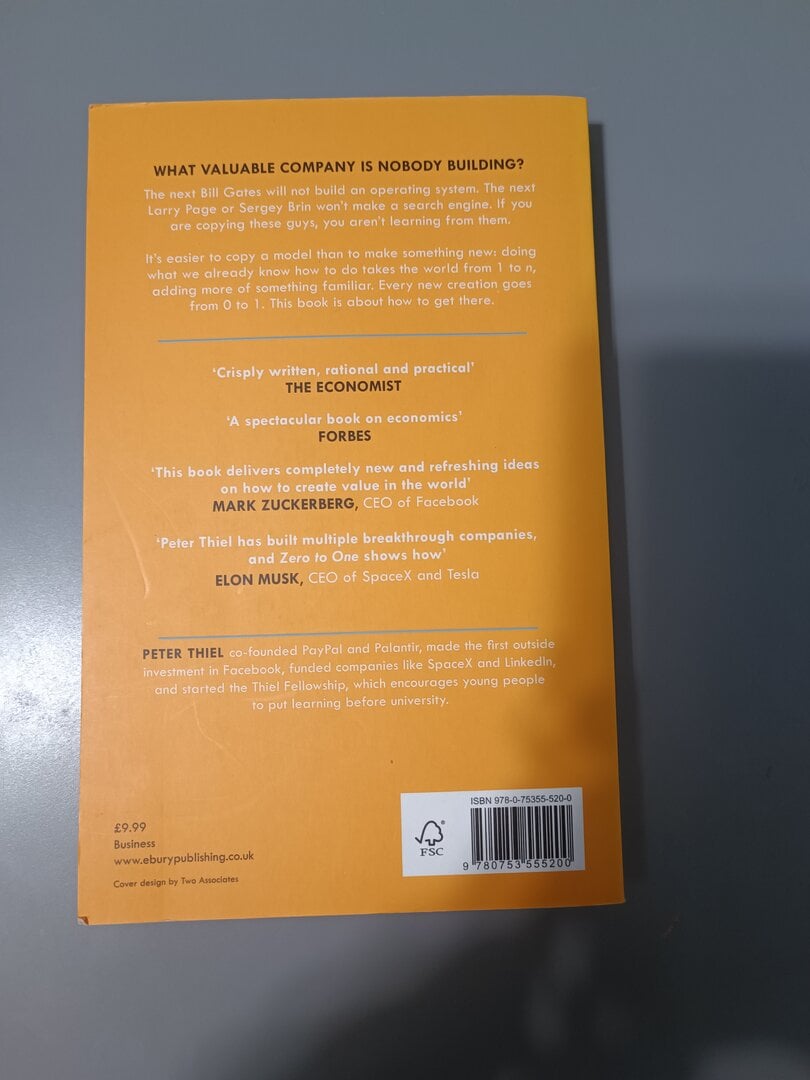 WHAT VALUABLE COMPANY IS NOBODY BUILDING?
The next Bill Gates will not build an operating system. The next
Larry Page or Sergey Brin won't make a search engine. If you
are copying these guys, you aren't learning from them.
It's easier to copy a model than to make something new: doing
what we already know how to do takes the world from 1 to n,
adding more of something familiar. Every new creation goes
from 0 to 1. This book is about how to get there.
‘Crisply written, rational and practical’
THE ECONOMIST
‘A spectacular book on economics’
FORBES
‘This book delivers completely new and refreshing ideas
on how to create value in the world’
MARK ZUCKERBERG, CEO of Facebook
‘Peter Thiel has built multiple breakthrough companies,
and Zero to One shows how’
ELON MUSK, CEO of SpaceX and Tesla
PETER THIEL co-founded PayPal and Palantir, made the first outside
investment in Facebook, funded companies like SpaceX and LinkedIn,
and started the Thiel Fellowship, which encourages young people
to put learning before university.
£9.99
Business
www.eburypublishing.co.uk
Cover design by Two Associates
FSC
ISBN 978-0-75355-520-0
9 780753 555200